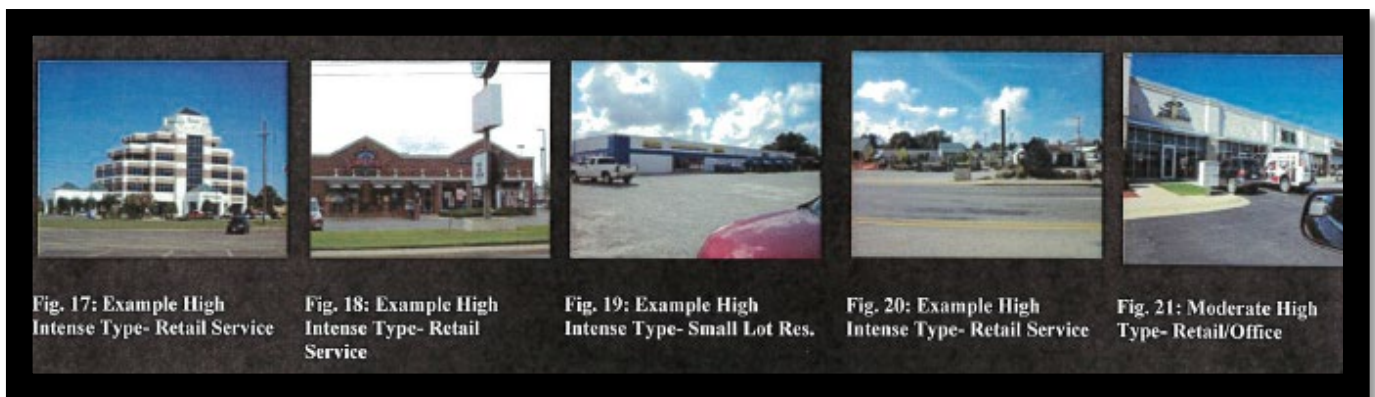 Fig. 17: Example High
Intense Type- Retail Service
Fig. 18: Example High
Intense Type- Retail
Service
Fig. 19: Example High
Intense Type- Small Lot Res.
Fig. 20: Example High
Intense Type- Retail Service
Fig. 21: Moderate High
Type- Retail/Office